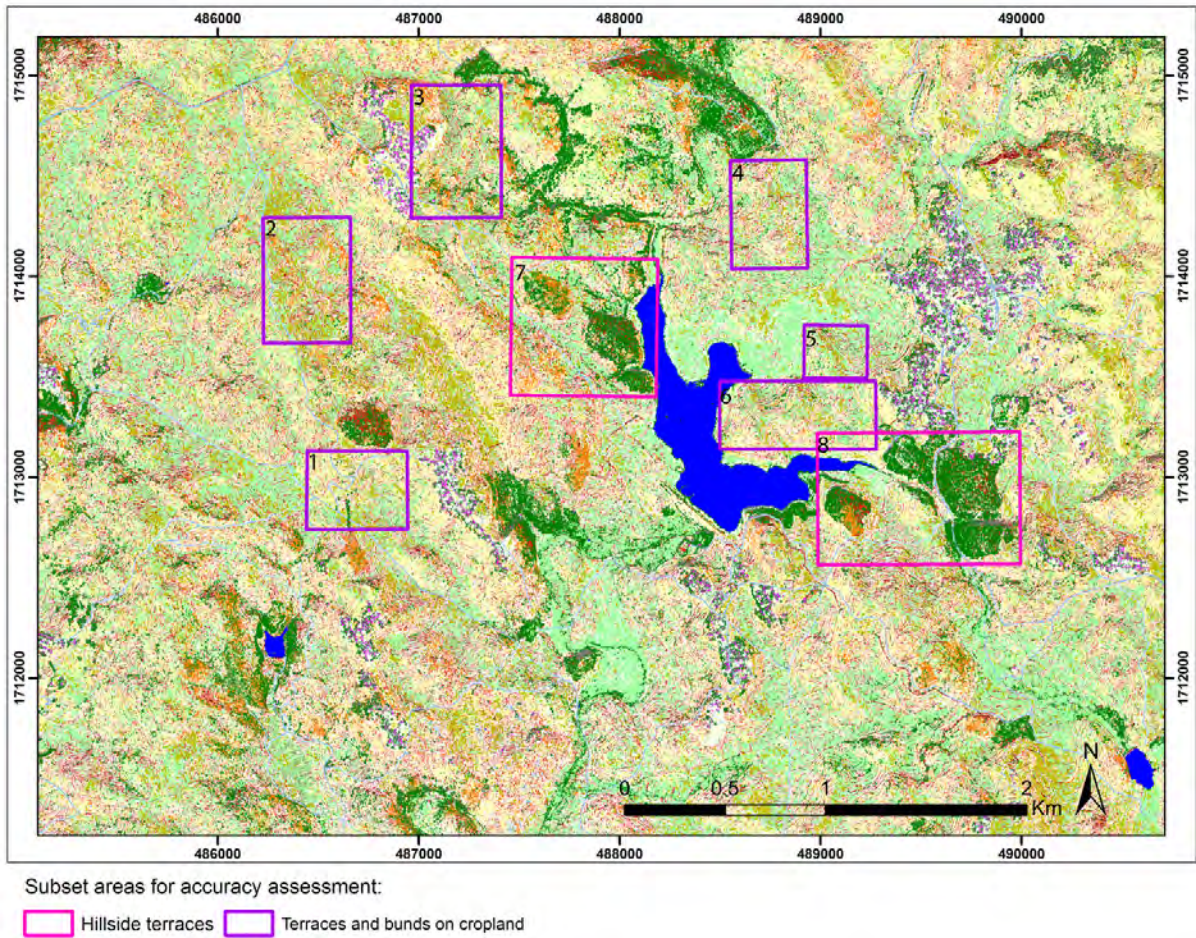 486000 487000 488000 489000 490000
1715000 1715000
3
4
2
1714000 1714000
7
5
6
8
1713000 1713000
1
1712000 1712000
N
0 0.5 1 2
Km
486000 487000 488000 489000 490000
Subset areas for accuracy assessment:
Hillside terraces Terraces and bunds on cropland